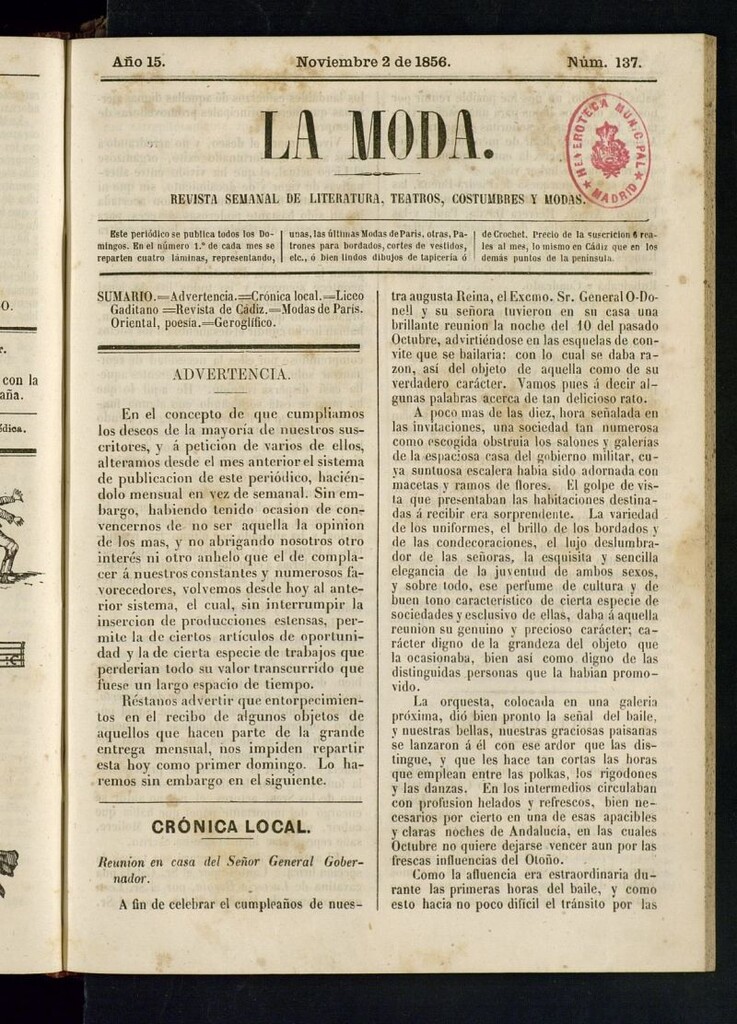 O.
r.
con la
aña.
édica.
Año 15.
Noviembre 2 de 1856.
Núm. 137.
LA MODA.
HEMEROTECA MUNICIPAL
MADRID
REVISTA SEMANAL DE LITERATURA, TEATROS, COSTUMBRES Y MODAS.
Este periódico se publica todos los Do-
mingos. En el número 1.º de cada mes se
reparten cuatro láminas, representando,
unas, las últimas Modas de París, otras, Pa-
trones para bordados, cortes de vestidos,
etc., ó bien lindos dibujos de tapicería ó
de Crochet. Precio de la suscricion 6 rea-
les al mes, lo mismo en Cádiz que en los
demás puntos de la península.
SUMARIO.=Advertencia.=Crónica local.=Liceo
Gaditano =Revista de Cádiz.=Modas de París.
Oriental, poesía.=Geroglífico.
ADVERTENCIA.
En el concepto de que cumpliamos
los deseos de la mayoría de nuestros sus-
critores, y á peticion de varios de ellos,
alteramos desde el mes anterior el sistema
de publicacion de este periódico, hacién-
dolo mensual en vez de semanal. Sin em-
bargo, habiendo tenido ocasion de con-
vencernos de no ser aquella la opinion
de los mas, y no abrigando nosotros otro
interés ni otro anhelo que el de compla-
cer á nuestros constantes y numerosos fa-
vorecedores, volvemos desde hoy al ante-
rior sistema, el cual, sin interrumpir la
insercion de producciones estensas, per-
mite la de ciertos artículos de oportuni-
dad y la de cierta especie de trabajos que
perderian todo su valor transcurrido que
fuese un largo espacio de tiempo.
Réstanos advertir que entorpecimien-
tos en el recibo de algunos objetos de
aquellos que hacen parte de la grande
entrega mensual, nos impiden repartir
esta hoy como primer domingo. Lo ha-
remos sin embargo en el siguiente.
CRÓNICA LOCAL.
Reunion en casa del Señor General Gober-
nador.
A fin de celebrar el cumpleaños de nues-
tra augusta Reina, el Excmo. Sr. General O-Do-
nell y su señora tuvieron en su casa una
brillante reunion la noche del 10 del pasado
Octubre, advirtiéndose en las esquelas de con-
vite que se bailaria: con lo cual se daba ra-
zon, así del objeto de aquella como de su
verdadero carácter. Vamos pues á decir al-
gunas palabras acerca de tan delicioso rato.
A poco mas de las diez, hora señalada en
las invitaciones, una sociedad tan numerosa
como escogida obstruia los salones y galerías
de la espaciosa casa del gobierno militar, cu-
ya suntuosa escalera habia sido adornada con
macetas y ramos de flores. El golpe de vis-
ta que presentaban las habitaciones destina-
das á recibir era sorprendente. La variedad
de los uniformes, el brillo de los bordados y
de las condecoraciones, el lujo deslumbra-
dor de las señoras, la esquisita y sencilla
elegancia de la juventud de ambos sexos,
y sobre todo, ese perfume de cultura y de
buen tono característico de cierta especie de
sociedades y esclusivo de ellas, daba á aquella
reunion su genuino y precioso carácter; ca-
rácter digno de la grandeza del objeto que
la ocasionaba, bien así como digno de las
distinguidas personas que la habian promo-
vido.
La orquesta, colocada en una galeria
próxima, dió bien pronto la señal del baile,
y nuestras bellas, nuestras graciosas paisanas
se lanzaron á él con ese ardor que las dis-
tingue, y que les hace tan cortas las horas
que emplean entre las polkas, los rigodones
y las danzas. En los intermedios circulaban
con profusion helados y refrescos, bien ne-
cesarios por cierto en una de esas apacibles
y claras noches de Andalucía, en las cuales
Octubre no quiere dejarse vencer aun por las
frescas influencias del Otoño.
Como la afluencia era estraordinaria du-
rante las primeras horas del baile, y como
esto hacia no poco dificil el tránsito por las